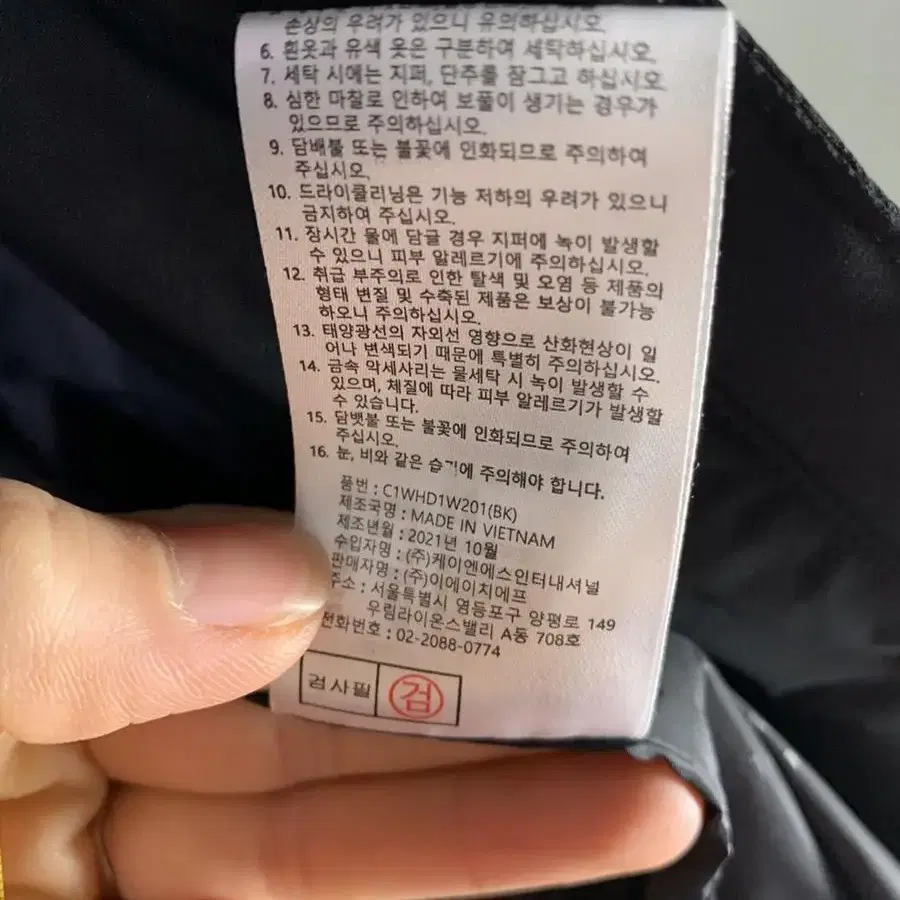 손상의 우려가 있으니 유의하십시오.
6. 흰옷과 유색 옷은 구분하여 세탁하십시오.
7. 세탁 시에는 지퍼, 단추를 잠그고 하십시오.
8. 심한 마찰로 인하여 보풀이 생기는 경우가
있으므로 주의하십시오.
9. 담배불 또는 불꽃에 인화되므로 주의하여
주십시오.
10. 드라이클리닝은 기능 저하의 우려가 있으니
금지하여 주십시오.
11. 장시간 물에 담글 경우 지퍼에 녹이 발생할
수 있으니 피부 알레르기에 주의하십시오.
12. 취급 부주의로 인한 탈색 및 오염 등 제품의
형태 변질 및 수축된 제품은 보상이 불가능
하오니 주의하십시오.
13. 태양광선의 자외선 영향으로 산화현상이 일
어나 변색되기 때문에 특별히 주의하십시오.
14. 금속 악세사리는 물세탁 시 녹이 발생할 수
있으며, 체질에 따라 피부 알레르기가 발생할
수 있습니다.
15. 담뱃불 또는 불꽃에 인화되므로 주의하여
주십시오.
16. 눈, 비와 같은 습기에 주의해야 합니다.
품번 : C1WHD1W201(BK)
제조국명 : MADE IN VIETNAM
제조년월 : 2021년 10월
수입자명 : (주)케이엔에스인터내셔널
판매자명 : (주)이에이치에프
주소 : 서울특별시 영등포구 양평로 149
우림라이온스밸리 A동 708호
전화번호 : 02-2088-0774
검사필 검